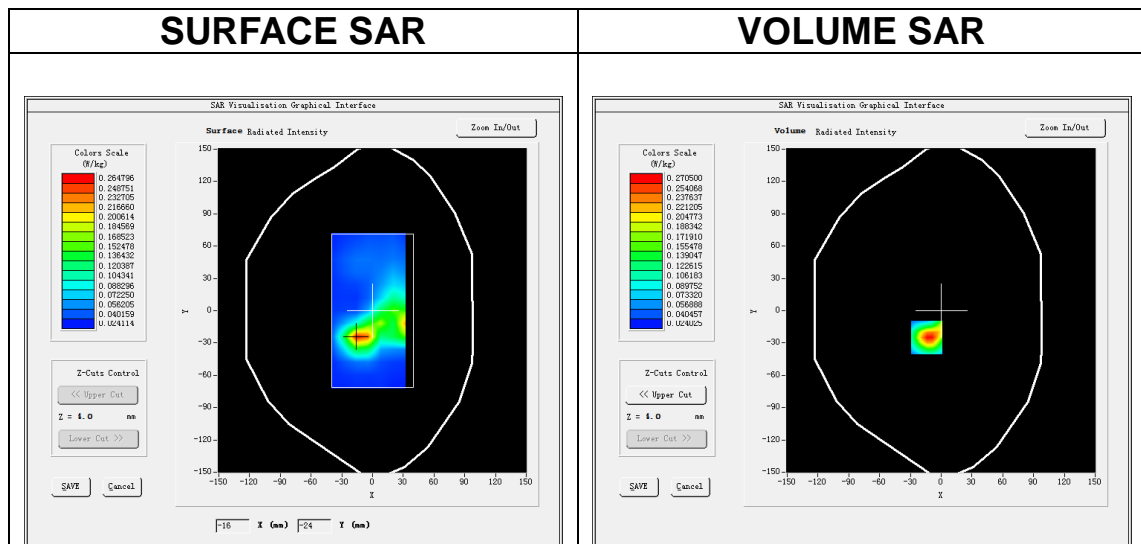 SURFACE SAR
VOLUME SAR
SAR Visualisation Graphical Interface
Surface Radiated Intensity
Zoom In/Out
Colors Scale
(W/kg)
0.264796
0.248751
0.232705
0.216660
0.200614
0.184569
0.168523
0.152478
0.136432
0.120387
0.104341
0.088296
0.072250
0.056205
0.040159
0.024114
150
120
90
60
30
0
-30
-60
-90
-120
-150
Y
-150 -120 -90 -60 -30 0 30 60 90 120 150
X
Z-Cuts Control
<< Upper Cut
Z = 4.0 mm
Lower Cut >>
SAVE
Cancel
-16 X (mm) -24 Y (mm)
SAR Visualisation Graphical Interface
Volume Radiated Intensity
Zoom In/Out
Colors Scale
(W/kg)
0.270500
0.254068
0.237637
0.221205
0.204773
0.188342
0.171910
0.155478
0.139047
0.122615
0.106183
0.089752
0.073320
0.056888
0.040457
0.024025
150
120
90
60
30
0
-30
-60
-90
-120
-150
Y
-150 -120 -90 -60 -30 0 30 60 90 120 150
X
Z-Cuts Control
<< Upper Cut
Z = 4.0 mm
Lower Cut >>
SAVE
Cancel